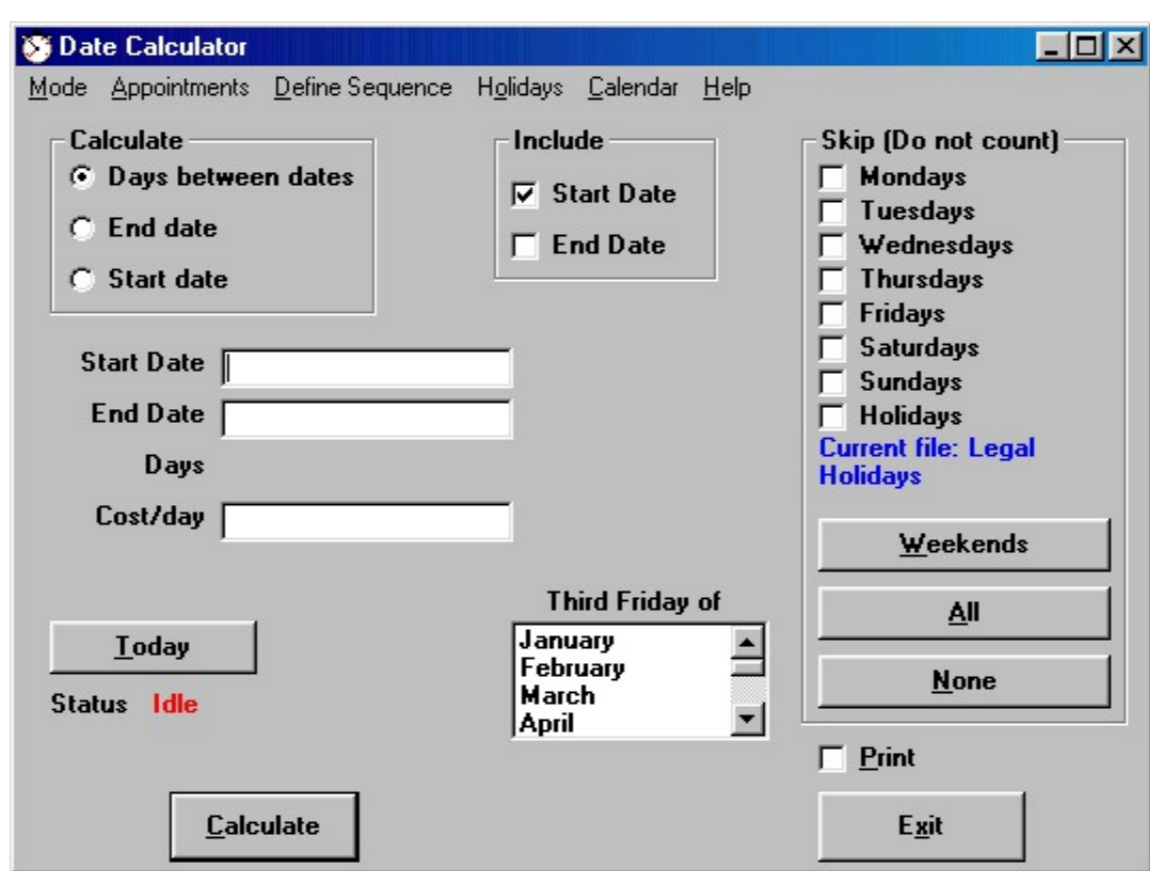 Date Calculator
Mode Appointments Define Sequence Holidays Calendar Help
Calculate
Days between dates
End date
Start date
Include
Start Date
End Date
Skip (Do not count)
Mondays
Tuesdays
Wednesdays
Thursdays
Fridays
Saturdays
Sundays
Holidays
Current file: Legal
Holidays
Weekends
All
None
Start Date
End Date
Days
Cost/day
Third Friday of
January
February
March
April
Today
Status Idle
Print
Calculate
Exit